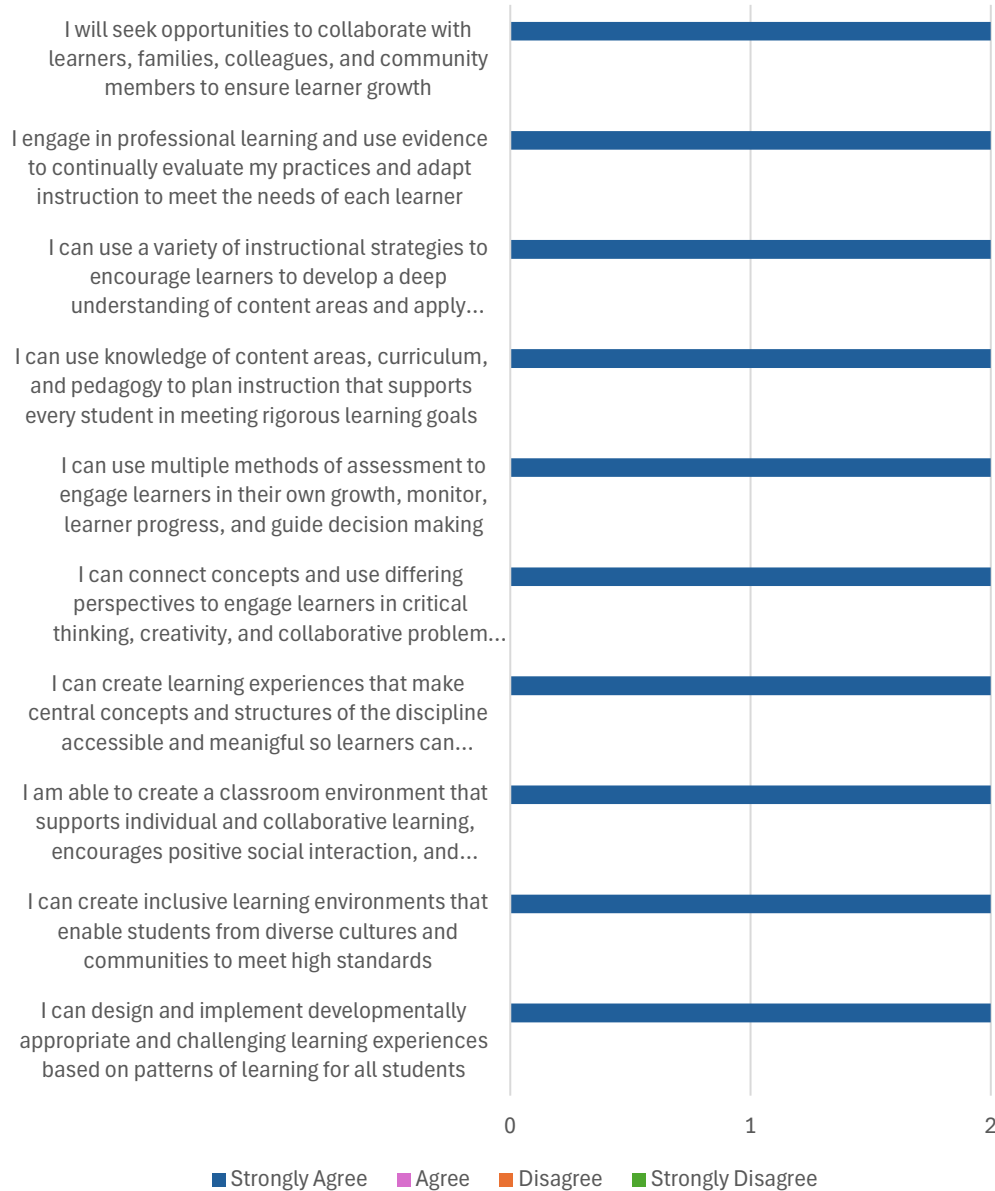 I will seek opportunities to collaborate with
learners, families, colleagues, and community
members to ensure learner growth
I engage in professional learning and use evidence
to continually evaluate my practices and adapt
instruction to meet the needs of each learner
I can use a variety of instructional strategies to
encourage learners to develop a deep
understanding of content areas and apply...
I can use knowledge of content areas, curriculum,
and pedagogy to plan instruction that supports
every student in meeting rigorous learning goals
I can use multiple methods of assessment to
engage learners in their own growth, monitor,
learner progress, and guide decision making
I can connect concepts and use differing
perspectives to engage learners in critical
thinking, creativity, and collaborative problem...
I can create learning experiences that make
central concepts and structures of the discipline
accessible and meanigful so learners can...
I am able to create a classroom environment that
supports individual and collaborative learning,
encourages positive social interaction, and...
I can create inclusive learning environments that
enable students from diverse cultures and
communities to meet high standards
I can design and implement developmentally
appropriate and challenging learning experiences
based on patterns of learning for all students
0 1 2
Strongly Agree Agree Disagree Strongly Disagree